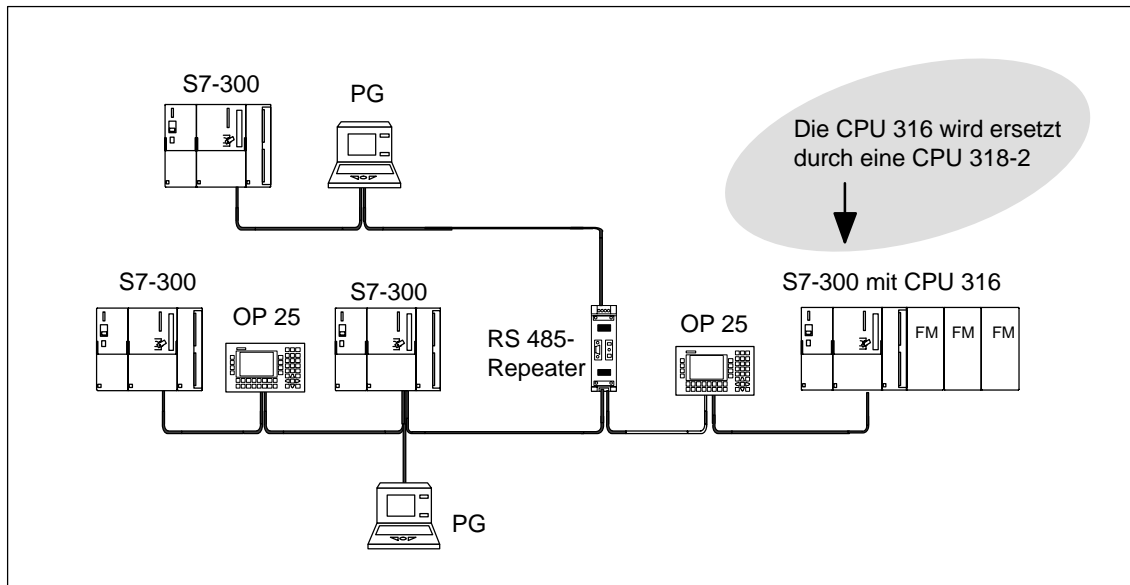 S7-300
PG
Die CPU 316 wird ersetzt
durch eine CPU 318-2
S7-300
OP 25
S7-300
RS 485-
Repeater
OP 25
S7-300 mit CPU 316
FM
FM
FM
PG